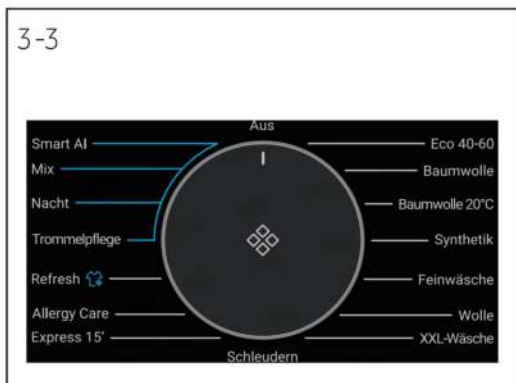 3-3
Aus
Smart AI
Mix
Nacht
Trommelpflege
Refresh
Allergy Care
Express 15'
Schleudern
Eco 40-60
Baumwolle
Baumwolle 20°C
Synthetik
Feinwäsche
Wolle
XXL-Wäsche